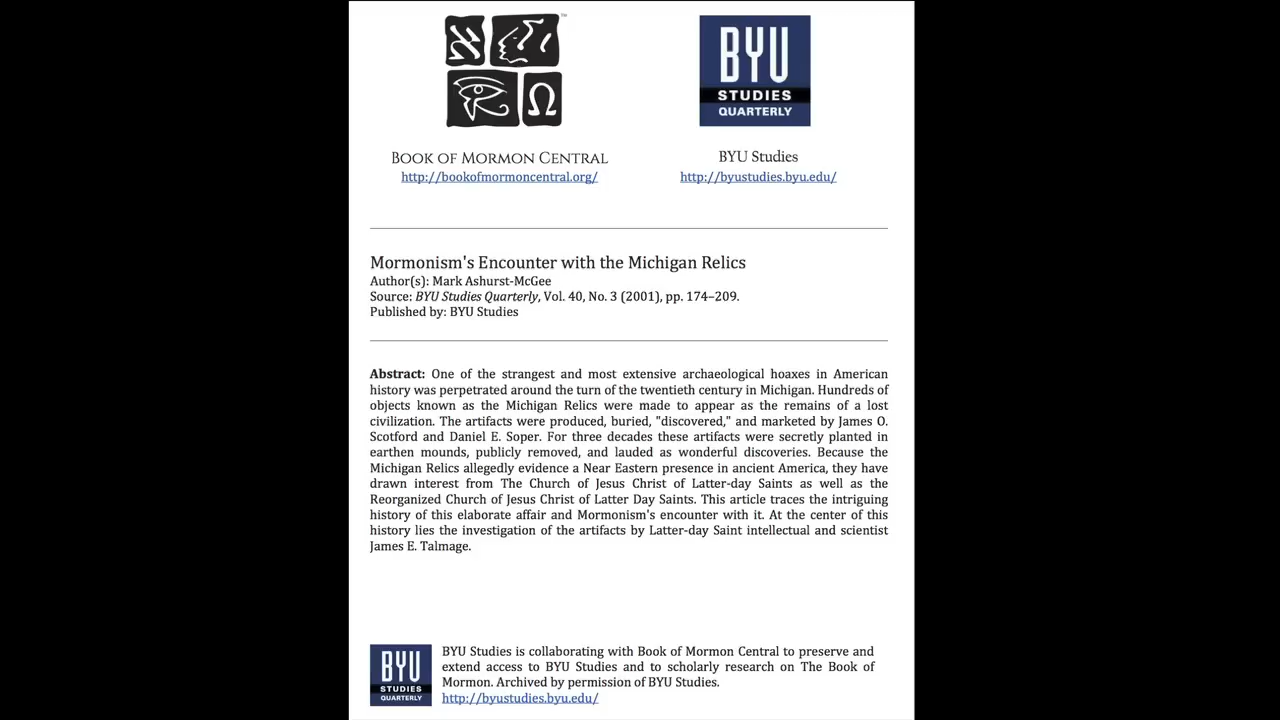 ™
א
Ω
BYU
STUDIES
QUARTERLY
BOOK OF MORMON CENTRAL
http://bookofmormoncentral.org/
BYU Studies
http://byustudies.byu.edu/
Mormonism's Encounter with the Michigan Relics
Author(s): Mark Ashurst-McGee
Source: BYU Studies Quarterly, Vol. 40, No. 3 (2001), pp. 174–209.
Published by: BYU Studies
Abstract: One of the strangest and most extensive archaeological hoaxes in American
history was perpetrated around the turn of the twentieth century in Michigan. Hundreds of
objects known as the Michigan Relics were made to appear as the remains of a lost
civilization. The artifacts were produced, buried, "discovered," and marketed by James O.
Scotford and Daniel E. Soper. For three decades these artifacts were secretly planted in
earthen mounds, publicly removed, and lauded as wonderful discoveries. Because the
Michigan Relics allegedly evidence a Near Eastern presence in ancient America, they have
drawn interest from The Church of Jesus Christ of Latter-day Saints as well as the
Reorganized Church of Jesus Christ of Latter Day Saints. This article traces the intriguing
history of this elaborate affair and Mormonism's encounter with it. At the center of this
history lies the investigation of the artifacts by Latter-day Saint intellectual and scientist
James E. Talmage.
BYU
STUDIES
QUARTERLY
BYU Studies is collaborating with Book of Mormon Central to preserve and
extend access to BYU Studies and to scholarly research on The Book of
Mormon. Archived by permission of BYU Studies.
http://byustudies.byu.edu/